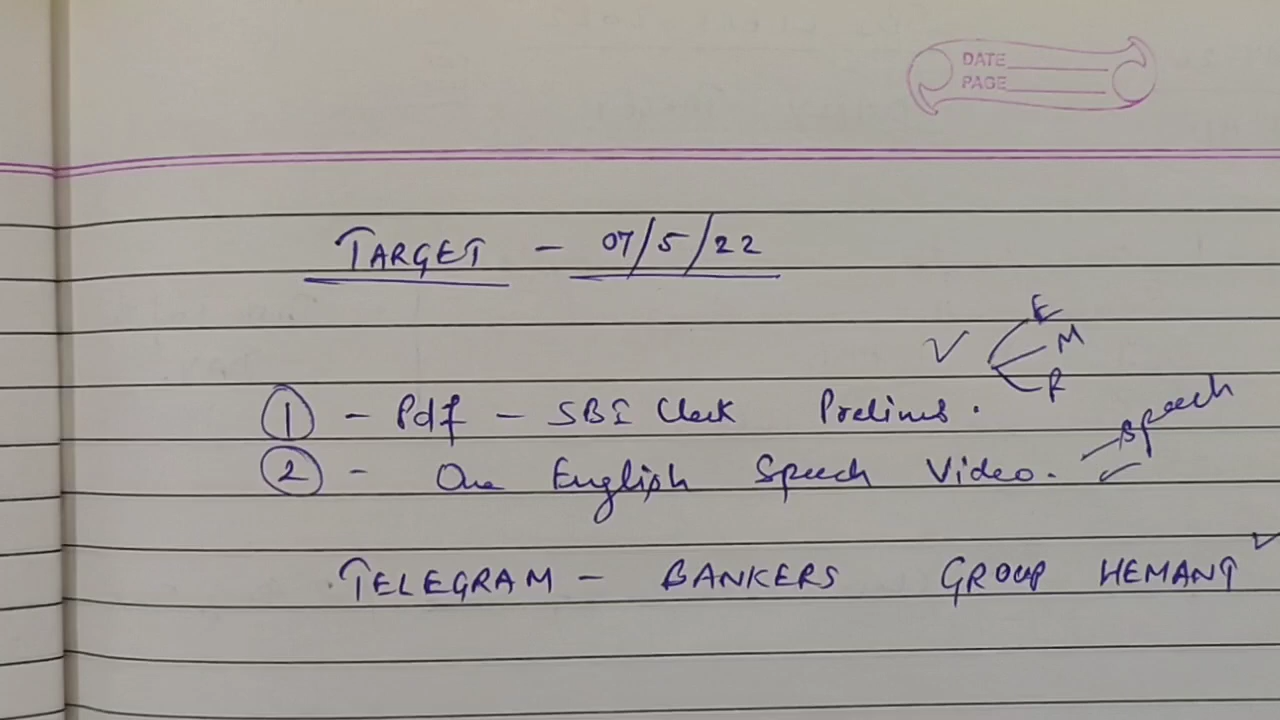 DATE
PAGE
TARGET - 07/5/22
✓ E
M
R
① - Pdf - SBI Clerk Prelims.
② - One English Speech Video. - Speech
TELEGRAM - BANKERS GROUP HEMANT ✓